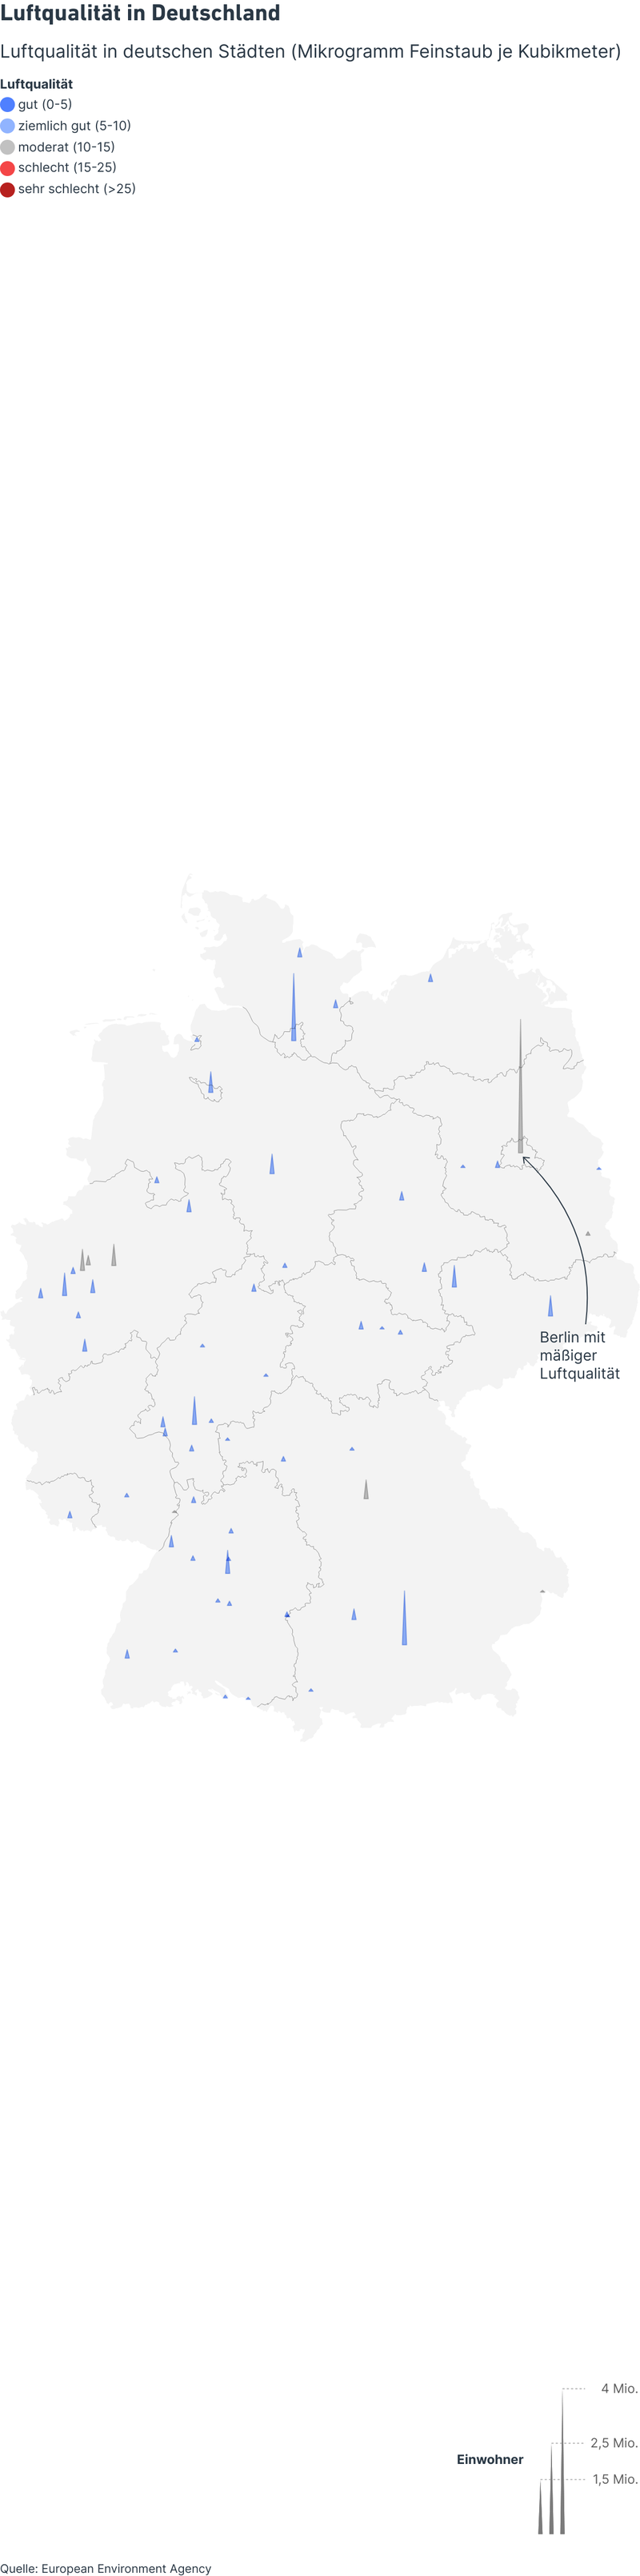 Luftqualität in Deutschland
Luftqualität in deutschen Städten (Mikrogramm Feinstaub je Kubikmeter)
Luftqualität
gut (0-5)
ziemlich gut (5-10)
moderat (10-15)
schlecht (15-25)
sehr schlecht (>25)
Berlin mit
mäßiger
Luftqualität
4 Mio.
2,5 Mio.
Einwohner
1,5 Mio.
Quelle: European Environment Agency